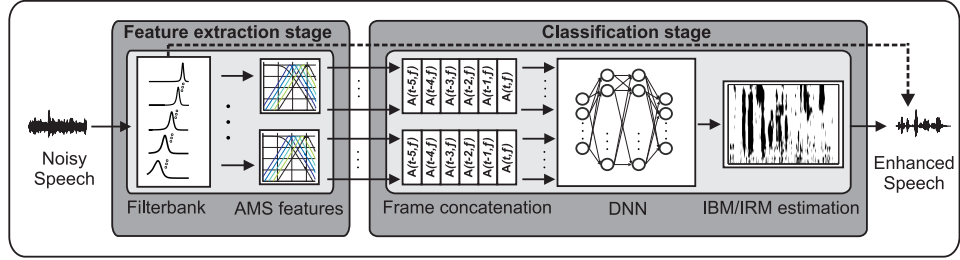 Feature extraction stage
Classification stage
Noisy
Speech
Filterbank
AMS features
A(t-5,f)
A(t-4,f)
A(t-3,f)
A(t-2,f)
A(t-1,f)
A(t,f)
A(t-5,f)
A(t-4,f)
A(t-3,f)
A(t-2,f)
A(t-1,f)
A(t,f)
Frame concatenation
DNN
IBM/IRM estimation
Enhanced
Speech